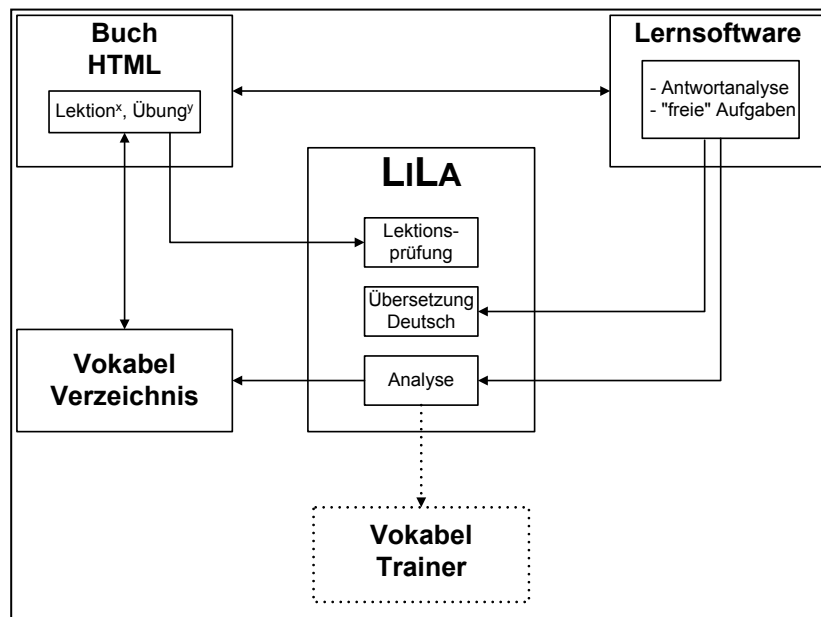 Buch
HTML
Lektionˣ, Übungʸ
Lernsoftware
- Antwortanalyse
- "freie" Aufgaben
LILA
Lektions-
prüfung
Übersetzung
Deutsch
Analyse
Vokabel
Verzeichnis
Vokabel
Trainer